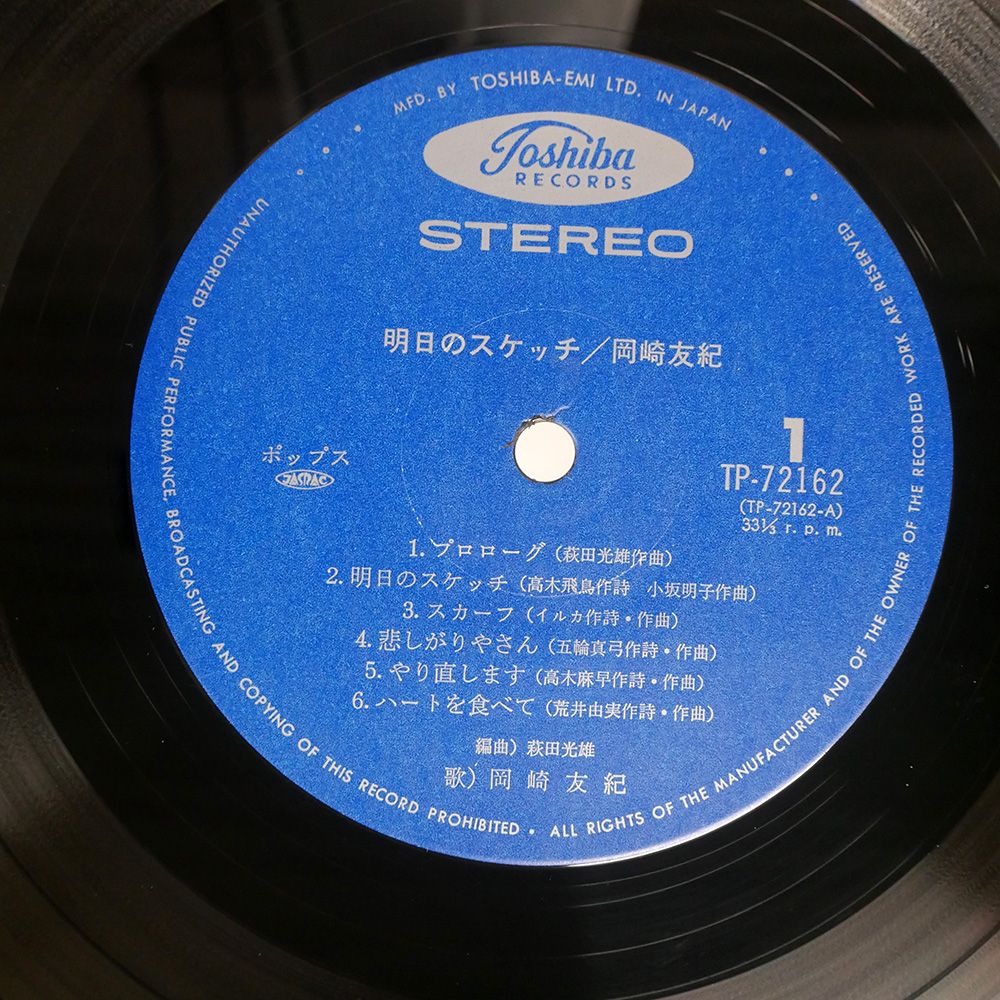 MFD. BY TOSHIBA-EMI LTD. IN JAPAN
Toshiba
RECORDS
STEREO
明日のスケッチ／岡崎友紀
1
ポップス
JASRAC
TP-72162
(TP-72162-A)
33⅓ r. p. m.
1. プロローグ (萩田光雄作曲)
2. 明日のスケッチ (高木飛鳥作詩 小坂明子作曲)
3. スカーフ (イルカ作詩・作曲)
4. 悲しがりやさん (五輪真弓作詩・作曲)
5. やり直します (高木麻早作詩・作曲)
6. ハートを食べて (荒井由実作詩・作曲)
編曲) 萩田光雄
歌) 岡崎友紀
UNAUTHORIZED PUBLIC PERFORMANCE, BROADCASTING AND COPYING OF THIS RECORD PROHIBITED • ALL RIGHTS OF THE MANUFACTURER AND OF THE OWNER OF THE RECORDED WORK ARE RESERVED